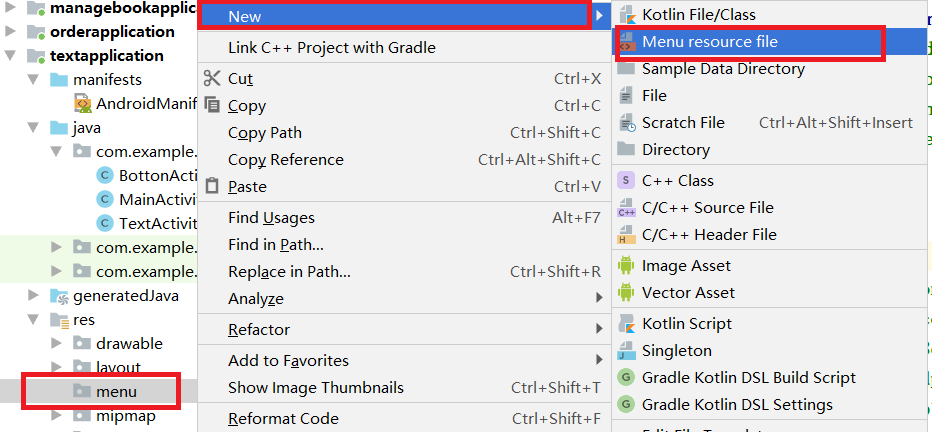 managebookapplic
orderapplication
textapplication
manifests
AndroidManif
java
com.example.
BottonActi
MainActivi
TextActivit
com.example.
com.example.
generatedJava
res
drawable
layout
menu
mipmap
New
Link C++ Project with Gradle
Cut Ctrl+X
Copy Ctrl+C
Copy Path Ctrl+Shift+C
Copy Reference Ctrl+Alt+Shift+C
Paste Ctrl+V
Find Usages Alt+F7
Find in Path...
Replace in Path... Ctrl+Shift+R
Analyze
Refactor
Add to Favorites
Show Image Thumbnails Ctrl+Shift+T
Reformat Code Ctrl+Shift+F
Kotlin File/Class
Menu resource file
Sample Data Directory
File
Scratch File Ctrl+Alt+Shift+Insert
Directory
C++ Class
C/C++ Source File
C/C++ Header File
Image Asset
Vector Asset
Kotlin Script
Singleton
Gradle Kotlin DSL Build Script
Gradle Kotlin DSL Settings